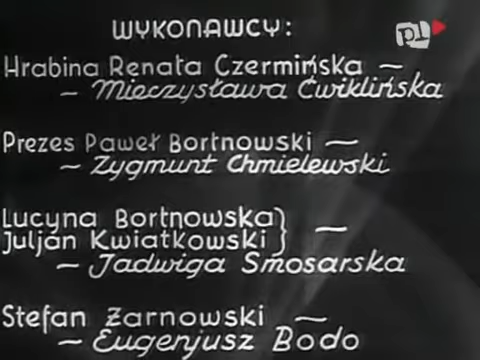 WYKONAWCY:
p1
Hrabina Renata Czermińska —
— Mieczysława Ćwiklińska
Prezes Paweł Bortnowski —
— Zygmunt Chmielewski
Lucyna Bortnowska }
Juljan Kwiatkowski } —
— Jadwiga Smosarska
Stefan Żarnowski —
— Eugenjusz Bodo